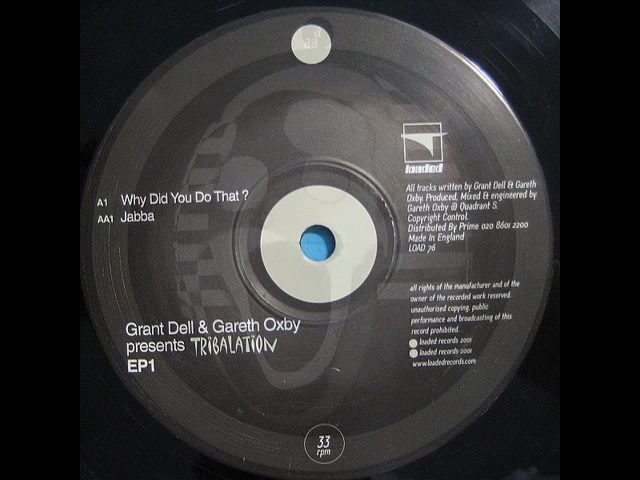 A1 Why Did You Do That ?
AA1 Jabba
Grant Dell & Gareth Oxby
presents TRIBALATION
EP1
loaded
All tracks written by Grant Dell & Gareth
Oxby. Produced, Mixed & engineered by
Gareth Oxby @ Quadrant S.
Copyright Control.
Distributed By Prime 020 8601 2200
Made In England
LOAD 76
all rights of the manufacturer and of the
owner of the recorded work reserved.
unauthorised copying, public
performance and broadcasting of this
record prohibited.
loaded records 2001
loaded records 2001
www.loadedrecords.com
33
rpm